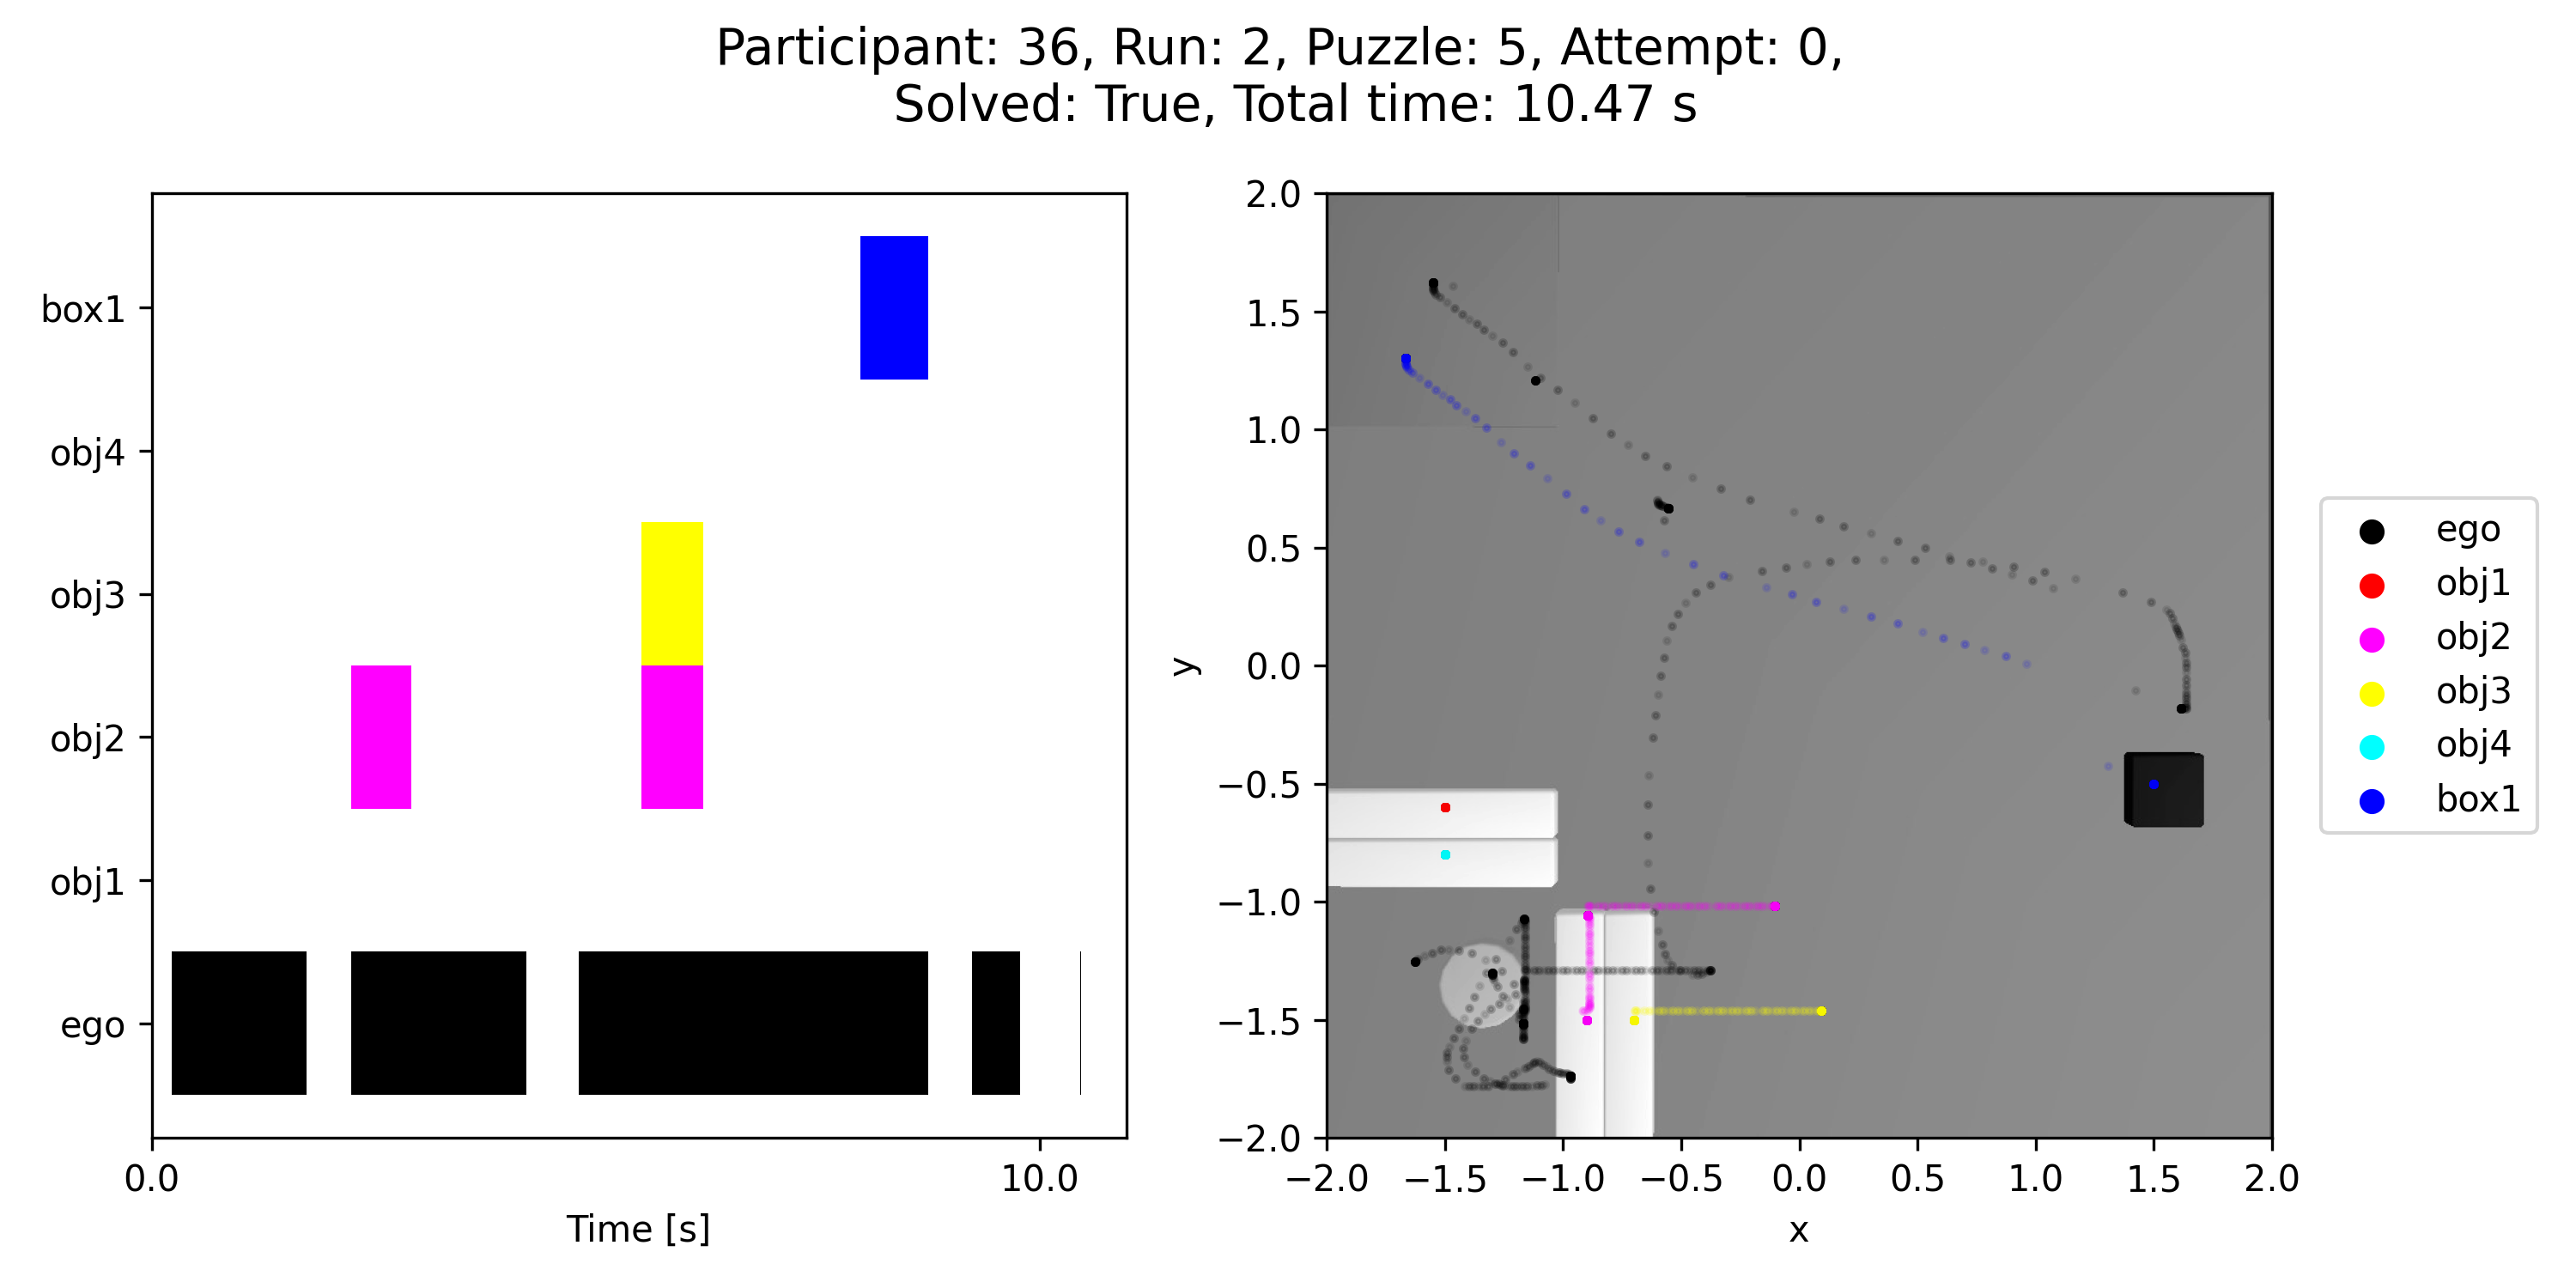 Participant: 36, Run: 2, Puzzle: 5, Attempt: 0,
Solved: True, Total time: 10.47 s
box1
obj4
obj3
obj2
obj1
ego
0.0
10.0
Time [s]
2.0
1.5
1.0
0.5
0.0
−0.5
−1.0
−1.5
−2.0
y
−2.0
−1.5
−1.0
−0.5
0.0
0.5
1.0
1.5
2.0
x
ego
obj1
obj2
obj3
obj4
box1